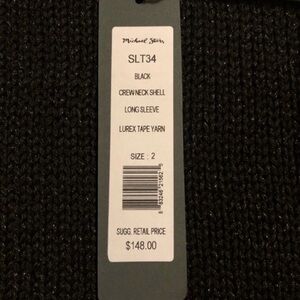 Michael Stars
SLT34
BLACK
CREW NECK SHELL
LONG SLEEVE
LUREX TAPE YARN
SIZE : 2
SUGG. RETAIL PRICE
$148.00